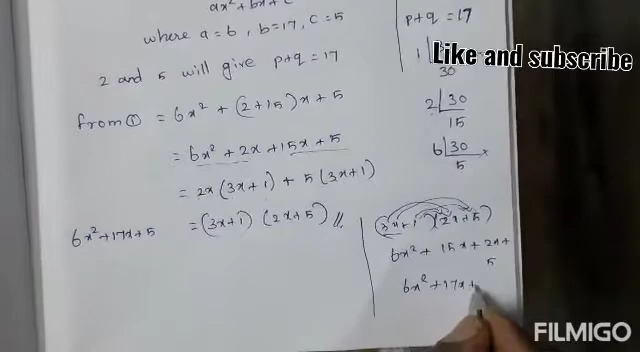 ax² + bx + c
where a = 6, b = 17, c = 5
2 and 5 will give p+q = 17
from ① = 6x² + (2+15)x + 5
= 6x² + 2x + 15x + 5
= 2x (3x+1) + 5 (3x+1)
6x² + 17x + 5 = (3x+1) (2x+5) //
p+q = 17
1
30
2 | 30
15
6 | 30 ×
5
(3x+1) (2x+5)
6x² + 15x + 2x +
5
6x² + 17x +
Like and subscribe
FILMIGO